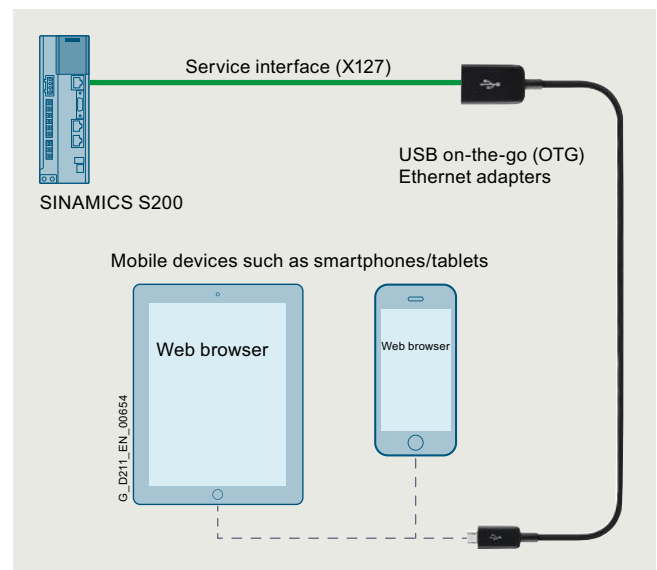 Service interface (X127)
USB on-the-go (OTG)
Ethernet adapters
SINAMICS S200
Mobile devices such as smartphones/tablets
Web browser
Web browser
G_D211_EN_00654